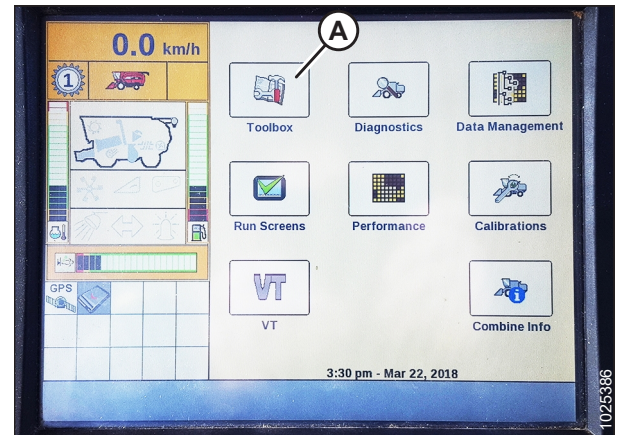 A
0.0 km/h
1
Toolbox
Diagnostics
Data Management
Run Screens
Performance
Calibrations
GPS
VT
VT
Combine Info
3:30 pm - Mar 22, 2018
1025386